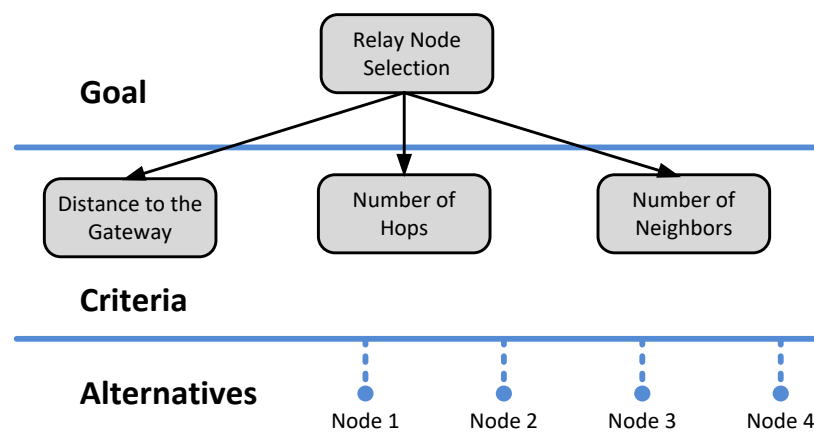 Relay Node
Selection
Goal
Distance to the
Gateway
Number of
Hops
Number of
Neighbors
Criteria
Alternatives
Node 1
Node 2
Node 3
Node 4